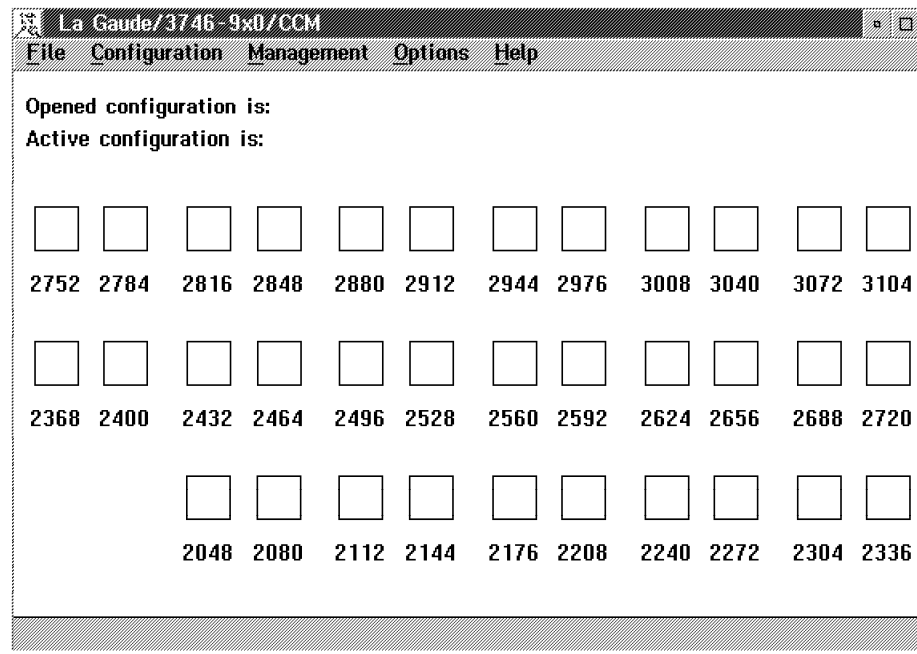 La Gaude/3746-9x0/CCM
File Configuration Management Options Help
Opened configuration is:
Active configuration is:
2752 2784 2816 2848 2880 2912 2944 2976 3008 3040 3072 3104
2368 2400 2432 2464 2496 2528 2560 2592 2624 2656 2688 2720
2048 2080 2112 2144 2176 2208 2240 2272 2304 2336